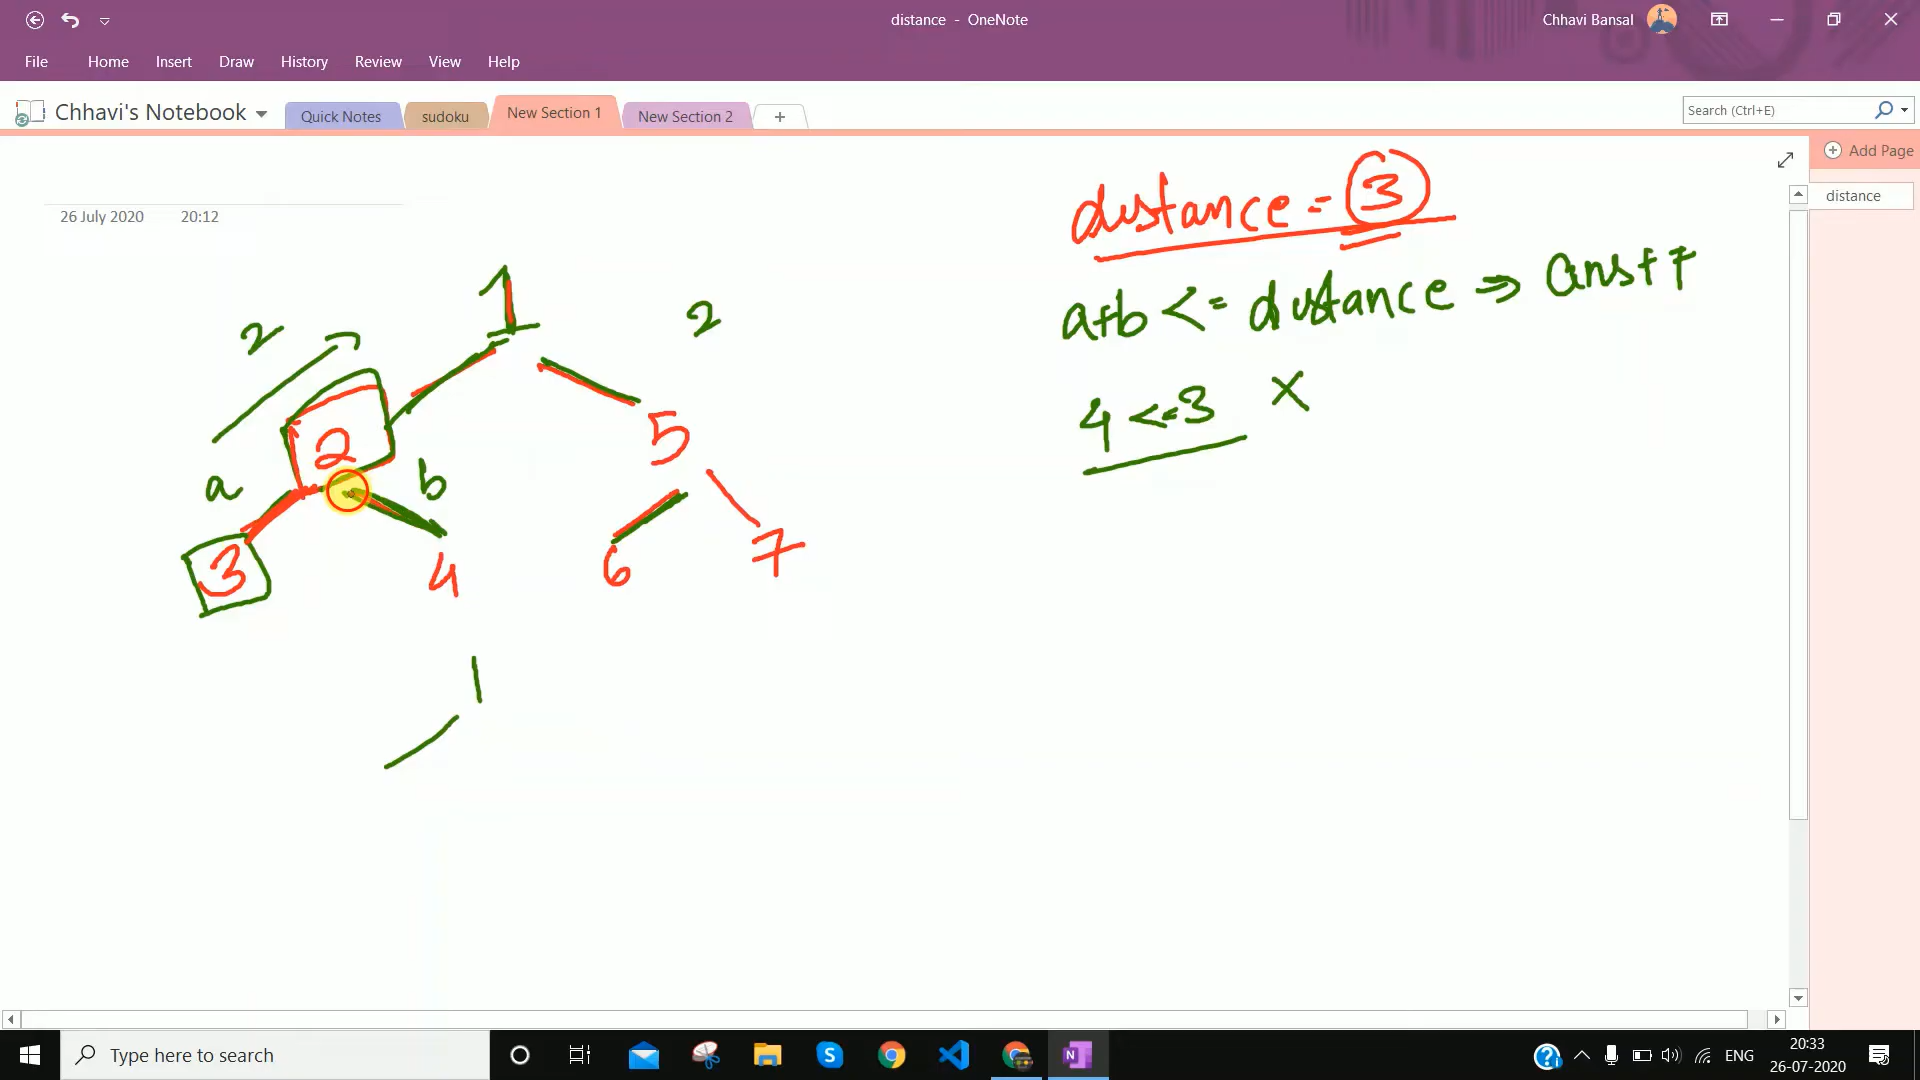 distance - OneNote
Chhavi Bansal
File Home Insert Draw History Review View Help
Chhavi's Notebook
Quick Notes
sudoku
New Section 1
New Section 2
Search (Ctrl+E)
Add Page
distance
26 July 2020 20:12
distance = 3
a+b <= distance => ans++
4 <= 3 X
1
2
2
2
5
a
b
3
4
6
7
1
Type here to search
ENG
20:33
26-07-2020